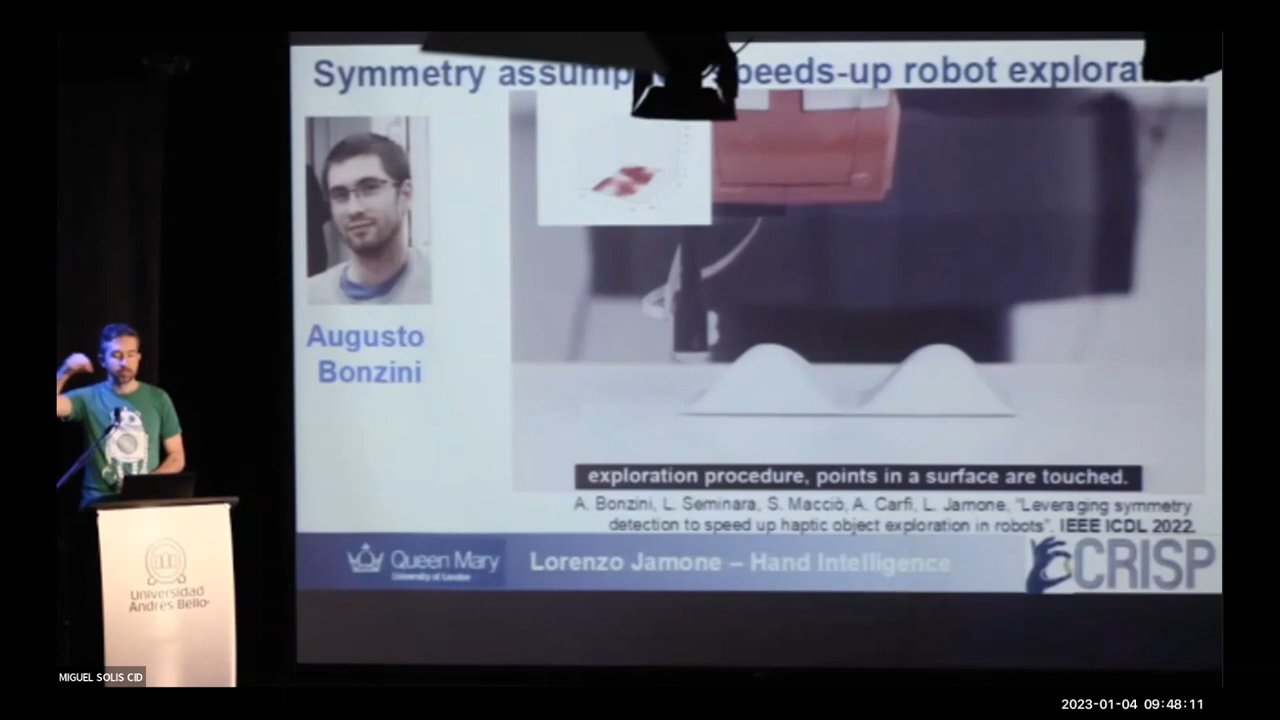 Symmetry assump peeds-up robot explorat
Augusto
Bonzini
exploration procedure, points in a surface are touched.
A. Bonzini, L. Seminara, S. Macciò, A. Carfì, L. Jamone, “Leveraging symmetry
detection to speed up haptic object exploration in robots”, IEEE ICDL 2022.
Queen Mary
University of London
Lorenzo Jamone – Hand Intelligence
CRISP
Universidad
Andrés Bello
MIGUEL SOLIS CID
2023-01-04 09:48:11